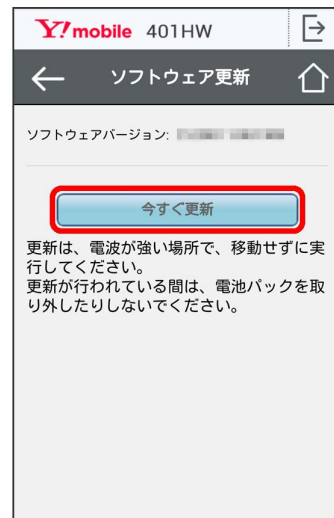 Y!mobile 401HW
ソフトウェア更新
ソフトウェアバージョン:
今すぐ更新
更新は、電波が強い場所で、移動せずに実
行してください。
更新が行われている間は、電池パックを取
り外したりしないでください。